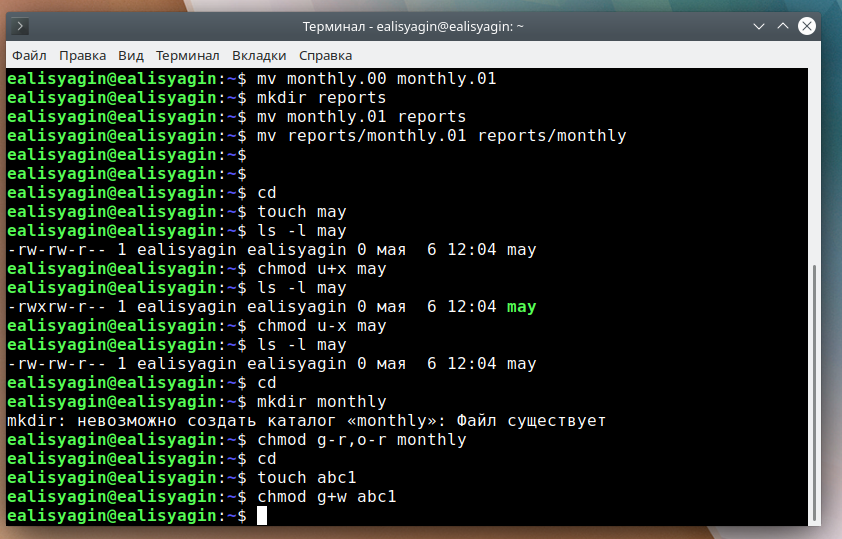 Терминал - ealisyagin@ealisyagin: ~
Файл Правка Вид Терминал Вкладки Справка
ealisyagin@ealisyagin:~$ mv monthly.00 monthly.01
ealisyagin@ealisyagin:~$ mkdir reports
ealisyagin@ealisyagin:~$ mv monthly.01 reports
ealisyagin@ealisyagin:~$ mv reports/monthly.01 reports/monthly
ealisyagin@ealisyagin:~$
ealisyagin@ealisyagin:~$
ealisyagin@ealisyagin:~$ cd
ealisyagin@ealisyagin:~$ touch may
ealisyagin@ealisyagin:~$ ls -l may
-rw-rw-r-- 1 ealisyagin ealisyagin 0 мая  6 12:04 may
ealisyagin@ealisyagin:~$ chmod u+x may
ealisyagin@ealisyagin:~$ ls -l may
-rwxrw-r-- 1 ealisyagin ealisyagin 0 мая  6 12:04 may
ealisyagin@ealisyagin:~$ chmod u-x may
ealisyagin@ealisyagin:~$ ls -l may
-rw-rw-r-- 1 ealisyagin ealisyagin 0 мая  6 12:04 may
ealisyagin@ealisyagin:~$ cd
ealisyagin@ealisyagin:~$ mkdir monthly
mkdir: невозможно создать каталог «monthly»: Файл существует
ealisyagin@ealisyagin:~$ chmod g-r,o-r monthly
ealisyagin@ealisyagin:~$ cd
ealisyagin@ealisyagin:~$ touch abc1
ealisyagin@ealisyagin:~$ chmod g+w abc1
ealisyagin@ealisyagin:~$